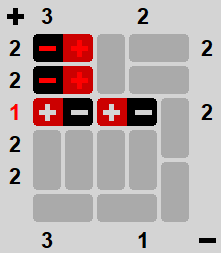 + 3 2
2 - + 2
2 - +
1 + - + - 2
2
2
3 1 -